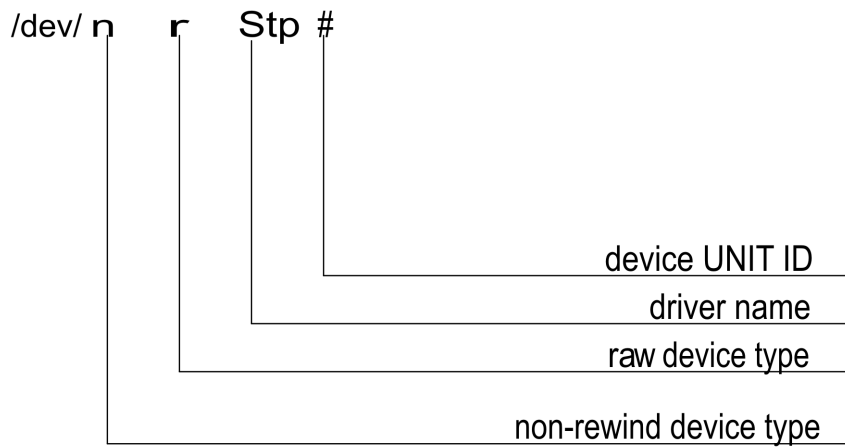 /dev/ n r Stp #
device UNIT ID
driver name
raw device type
non-rewind device type